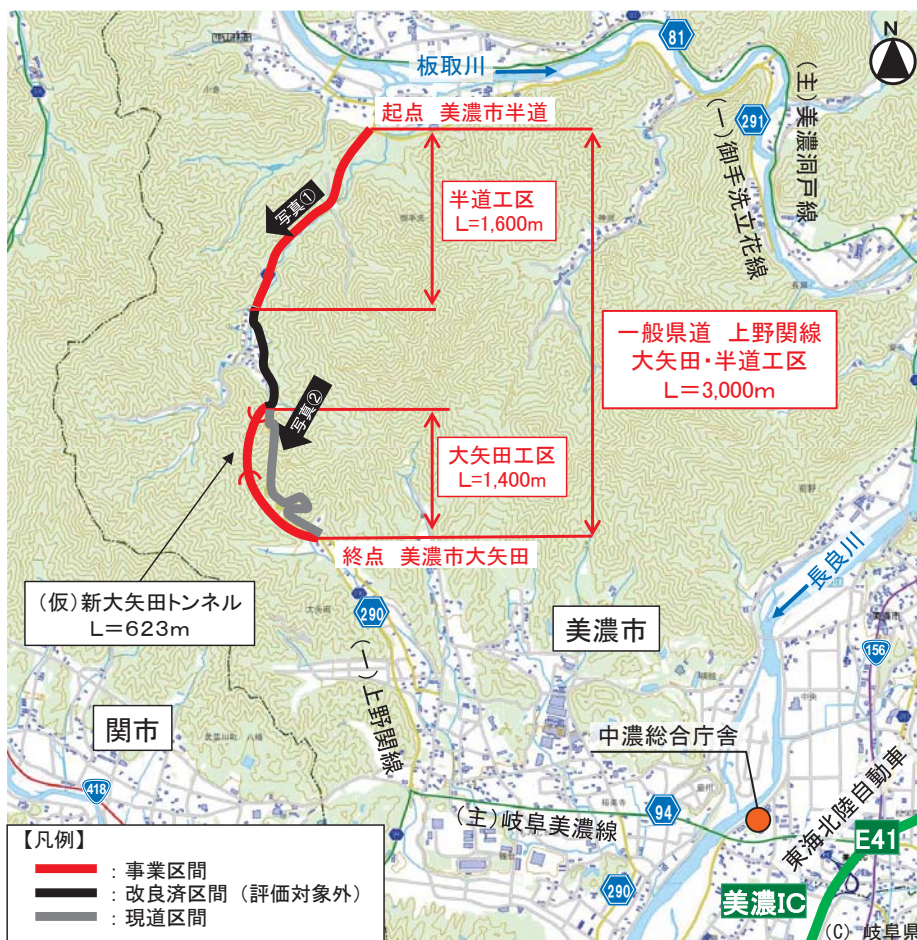 N
81
板取川
(主)美濃洞戸線
291
(一)御手洗立花線
起点 美濃市半道
半道工区
L=1,600m
写真①
一般県道 上野関線
大矢田・半道工区
L=3,000m
写真②
大矢田工区
L=1,400m
終点 美濃市大矢田
(仮)新大矢田トンネル
L=623m
長良川
290
美濃市
156
(一)上野関線
関市
中濃総合庁舎
418
94
(主)岐阜美濃線
東海北陸自動車
E41
290
美濃IC
(C) 岐阜県
【凡例】
:事業区間
:改良済区間(評価対象外)
:現道区間